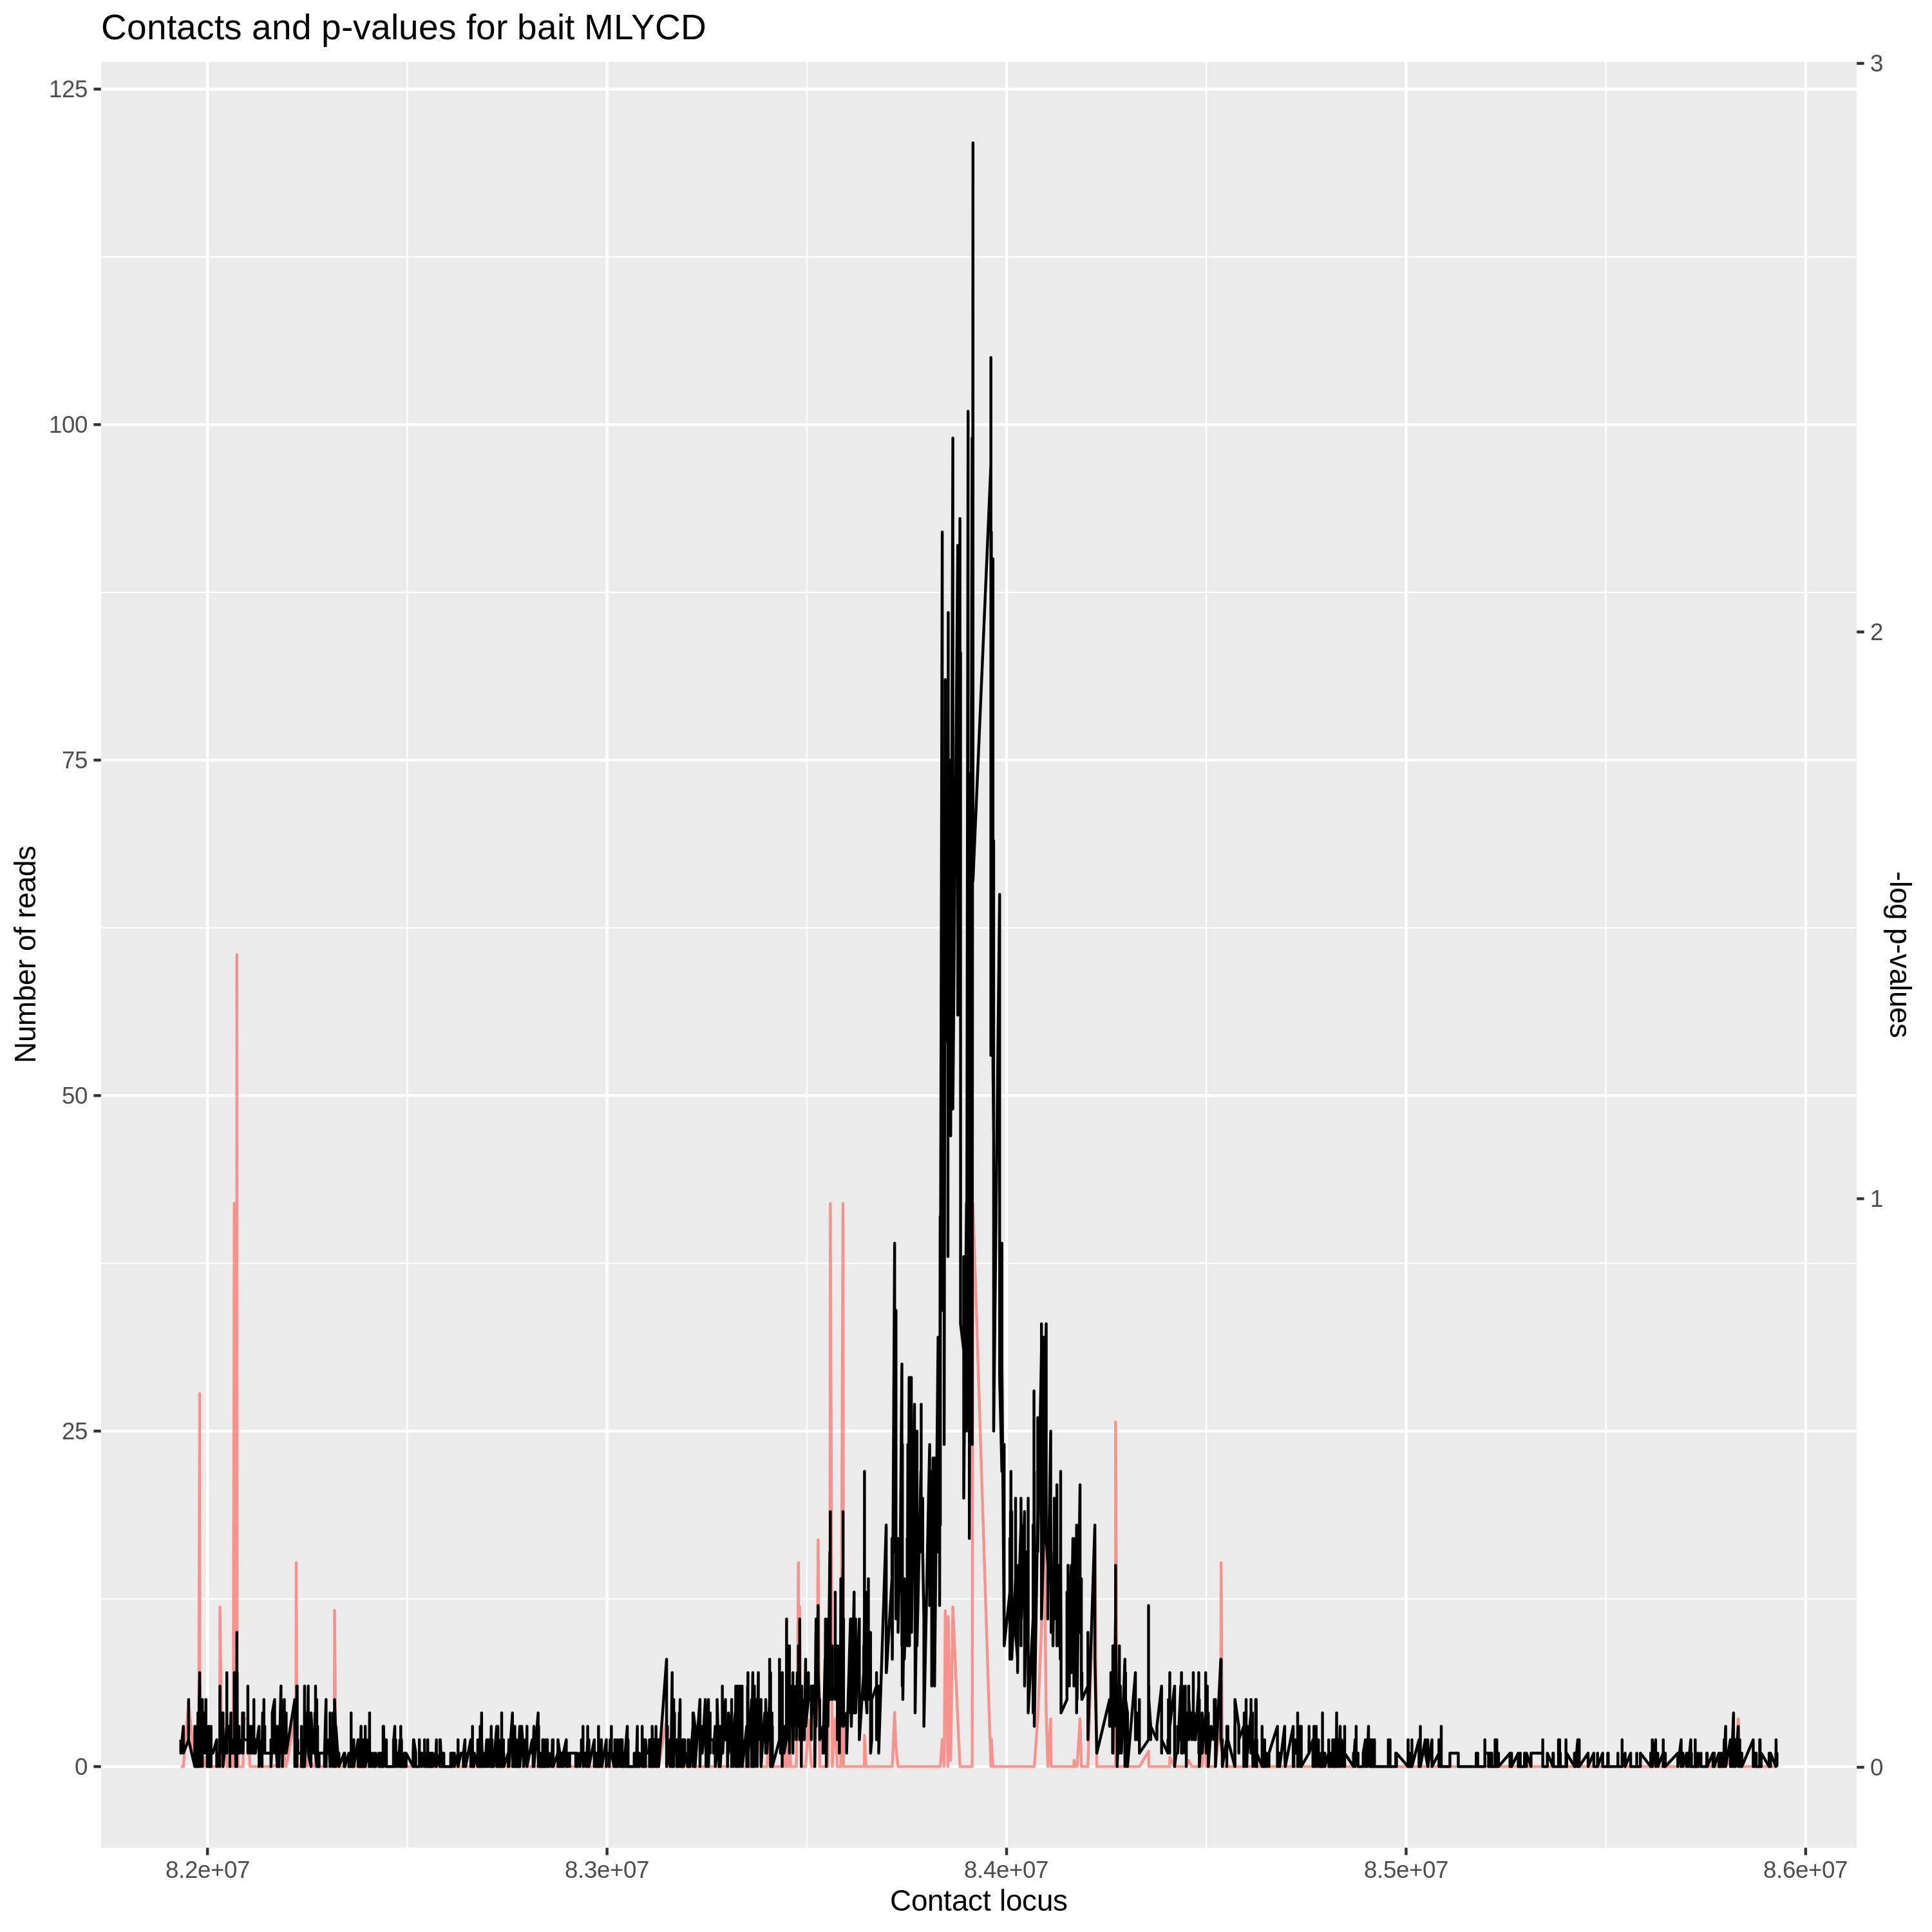 Contacts and p-values for bait MLYCD
125
100
75
50
25
0
Number of reads
3
2
1
0
-log p-values
8.2e+07 8.3e+07 8.4e+07 8.5e+07 8.6e+07
Contact locus